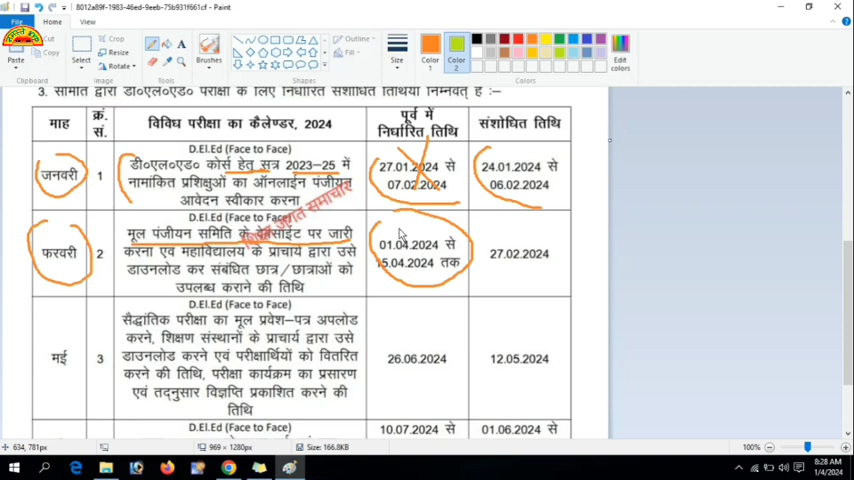 8012a89f-1983-46ed-9eeb-75b931f661cf - Paint
File
Home
View
Paste
Cut
Copy
Clipboard
Select
Crop
Resize
Rotate
Image
Tools
Brushes
Shapes
Outline
Fill
Size
Color 1
Color 2
Edit colors
Colors
3. समिति द्वारा डी०एल०एड० परीक्षा के लिए निर्धारित संशोधित तिथियाँ निम्नवत् हैं :–
माह
क्रं. सं.
विविध परीक्षा का कैलेण्डर, 2024
पूर्व में
निर्धारित तिथि
संशोधित तिथि
जनवरी
1
D.El.Ed (Face to Face)
डी०एल०एड० कोर्स हेतु सत्र 2023–25 में
नामांकित प्रशिक्षुओं का ऑनलाईन पंजीयन
आवेदन स्वीकार करना
27.01.2024 से
07.02.2024
24.01.2024 से
06.02.2024
फरवरी
2
D.El.Ed (Face to Face)
मूल पंजीयन समिति के वेबसाईट पर जारी
करना एवं महाविद्यालय के प्राचार्य द्वारा उसे
डाउनलोड कर संबंधित छात्र/छात्राओं को
उपलब्ध कराने की तिथि
01.04.2024 से
15.04.2024 तक
27.02.2024
मई
3
D.El.Ed (Face to Face)
सैद्धांतिक परीक्षा का मूल प्रवेश–पत्र अपलोड
करने, शिक्षण संस्थानों के प्राचार्य द्वारा उसे
डाउनलोड करने एवं परीक्षार्थियों को वितरित
करने की तिथि, परीक्षा कार्यक्रम का प्रसारण
एवं तद्नुसार विज्ञप्ति प्रकाशित करने की
तिथि
26.06.2024
12.05.2024
D.El.Ed (Face to Face)
10.07.2024 से
01.06.2024 से
जगत समाचार
634, 781px
969 × 1280px
Size: 166.8KB
100%
8:28 AM
1/4/2024